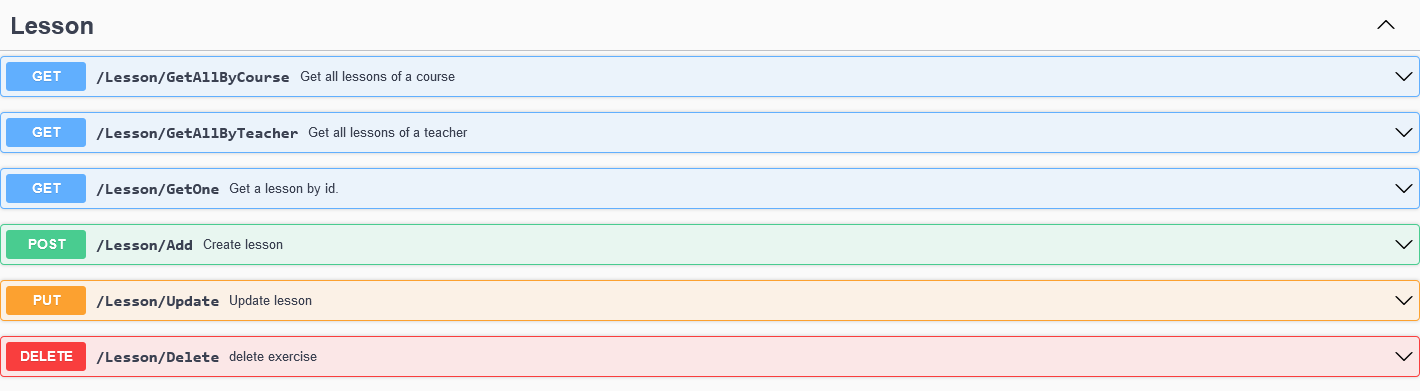 Lesson
GET /Lesson/GetAllByCourse Get all lessons of a course
GET /Lesson/GetAllByTeacher Get all lessons of a teacher
GET /Lesson/GetOne Get a lesson by id.
POST /Lesson/Add Create lesson
PUT /Lesson/Update Update lesson
DELETE /Lesson/Delete delete exercise